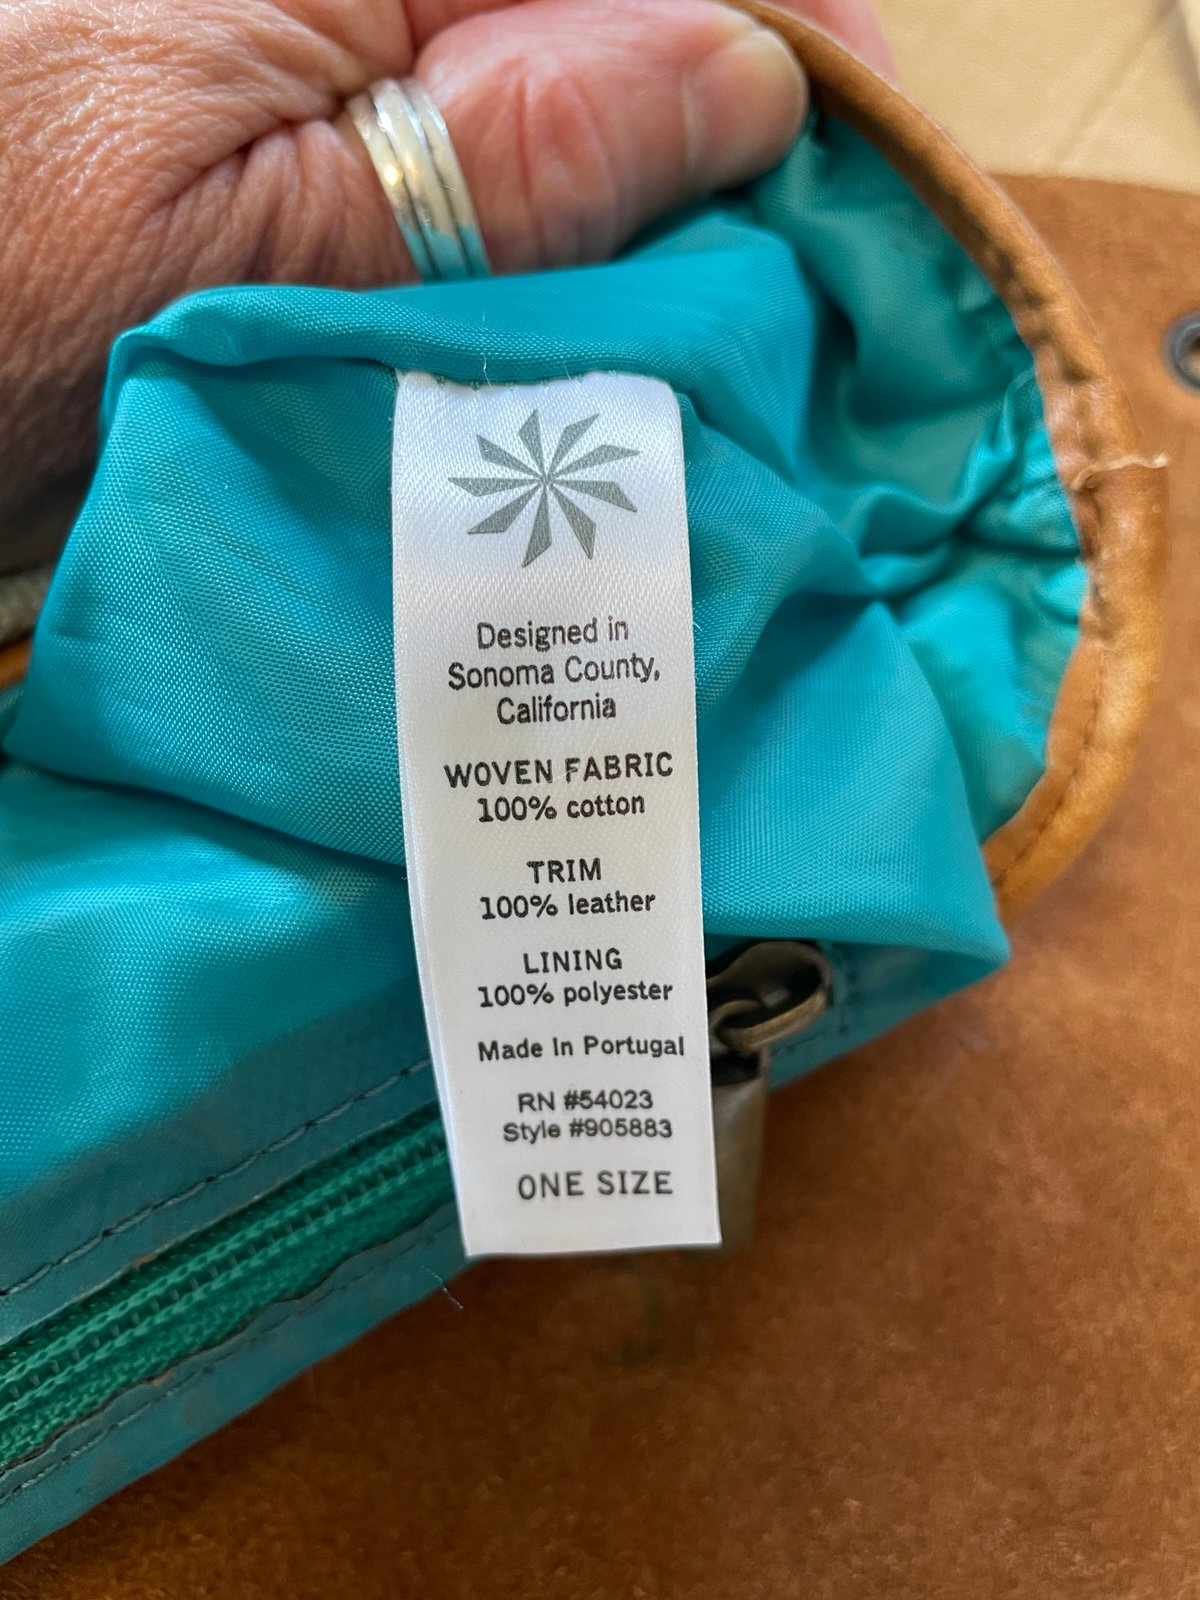 Designed in
Sonoma County,
California
WOVEN FABRIC
100% cotton
TRIM
100% leather
LINING
100% polyester
Made in Portugal
RN #54023
Style #905883
ONE SIZE